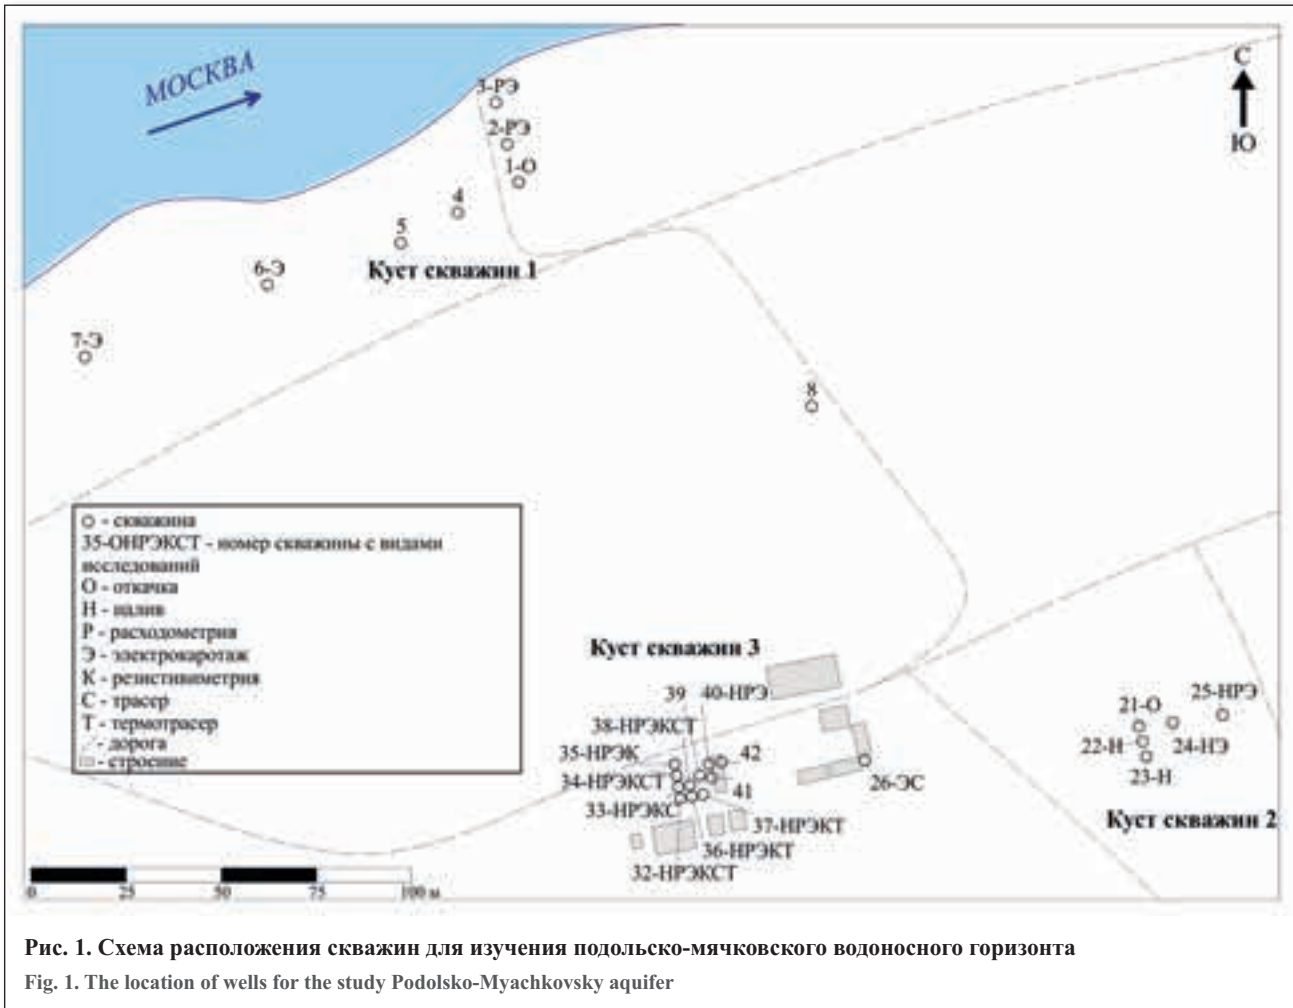 МОСКВА
С
Ю
3-РЭ
2-РЭ
1-О
4
5
Куст скважин 1
6-Э
7-Э
8
О - скважина
35-ОНРЭКСТ - номер скважины с видами
исследований
О - откачка
Н - налив
Р - расходометрия
Э - электрокаротаж
К - резистивиметрия
С - трасер
Т - термотрасер
- дорога
- строение
Куст скважин 3
39
40-НРЭ
38-НРЭКСТ
35-НРЭК
42
34-НРЭКСТ
41
33-НРЭКС
37-НРЭКТ
36-НРЭКТ
32-НРЭКСТ
26-ЭС
25-НРЭ
21-О
22-Н
24-НЭ
23-Н
Куст скважин 2
0 25 50 75 100 м
Рис. 1. Схема расположения скважин для изучения подольско-мячковского водоносного горизонта
Fig. 1. The location of wells for the study Podolsko-Myachkovsky aquifer